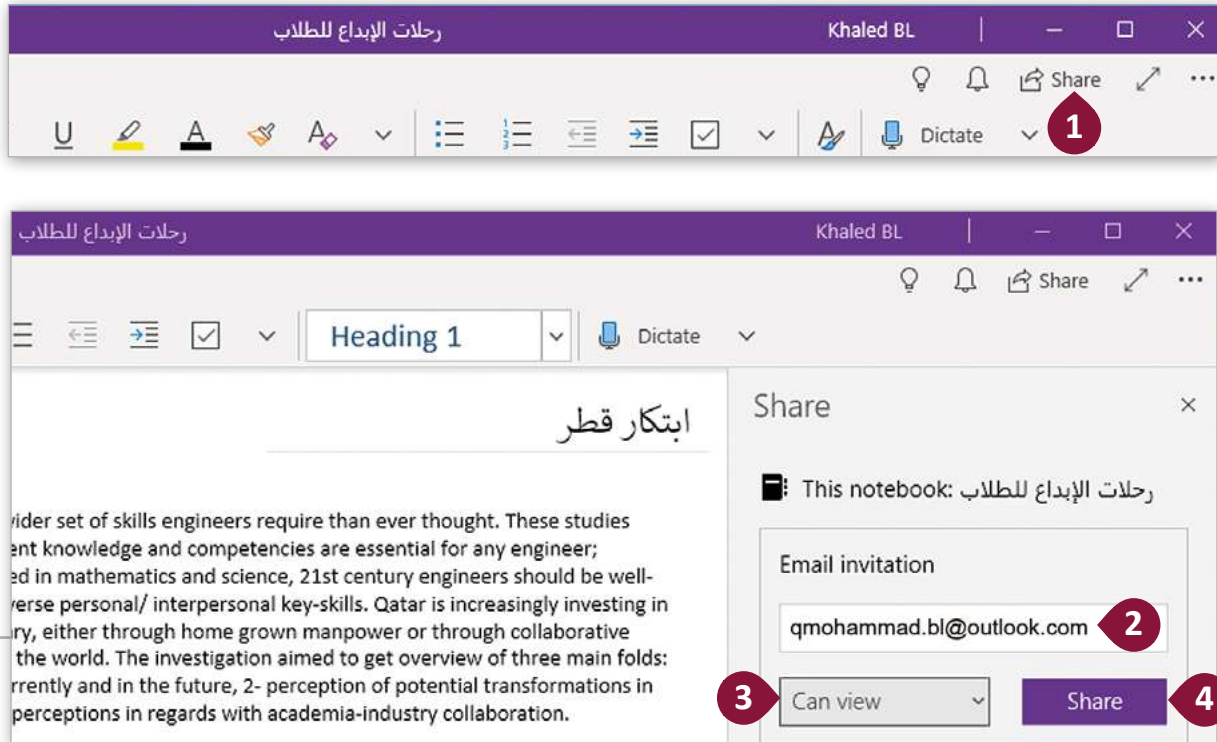 رحلات الإبداع للطلاب
Khaled BL
Share
Dictate
1
رحلات الإبداع للطلاب
Khaled BL
Share
Heading 1
Dictate
ابتكار قطر
Share
This notebook: رحلات الإبداع للطلاب
ider set of skills engineers require than ever thought. These studies
ent knowledge and competencies are essential for any engineer;
ed in mathematics and science, 21st century engineers should be well-
erse personal/ interpersonal key-skills. Qatar is increasingly investing in
ry, either through home grown manpower or through collaborative
the world. The investigation aimed to get overview of three main folds:
rrently and in the future, 2- perception of potential transformations in
perceptions in regards with academia-industry collaboration.
Email invitation
qmohammad.bl@outlook.com
2
3
Can view
Share
4